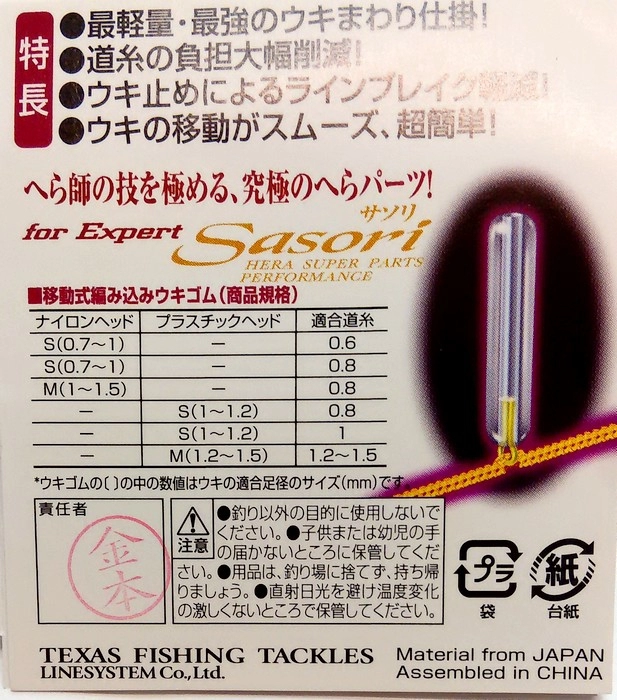 特長
●最軽量・最強のウキまわり仕掛!
●道糸の負担大幅削減!
●ウキ止めによるラインブレイク軽減!
●ウキの移動がスムーズ、超簡単!
へら師の技を極める、究極のへらパーツ!
サソリ
for Expert Sasori
HERA SUPER PARTS
PERFORMANCE
■移動式編み込みウキゴム(商品規格)
ナイロンヘッド プラスチックヘッド 適合道糸
S(0.7〜1) — 0.6
S(0.7〜1) — 0.8
M(1〜1.5) — 0.8
— S(1〜1.2) 0.8
— S(1〜1.2) 1
— M(1.2〜1.5) 1.2〜1.5
*ウキゴムの〔 〕の中の数値はウキの適合足径のサイズ(mm)です。
責任者
金本
注意
●釣り以外の目的に使用しないで
ください。●子供または幼児の手
の届かないところに保管してくだ
さい。●用品は、釣り場に捨てず、持ち帰
りましょう。●直射日光を避け温度変化
の激しくないところで保管してください。
プラ
袋
紙
台紙
TEXAS FISHING TACKLES
LINESYSTEM Co.,Ltd.
Material from JAPAN
Assembled in CHINA